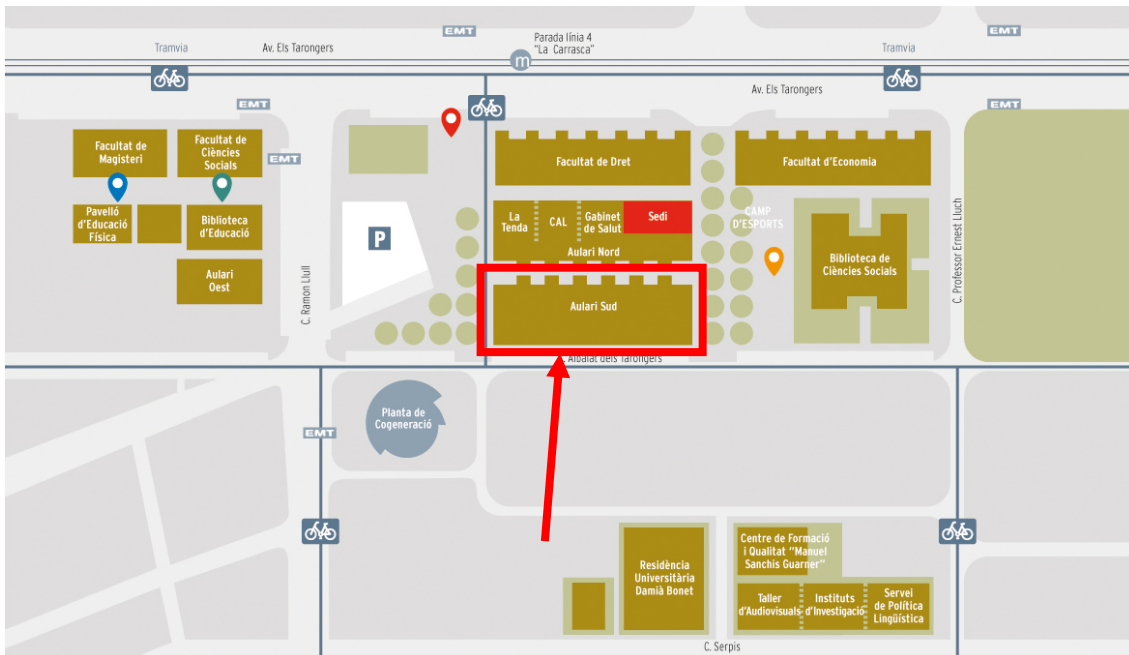 EMT
Parada línia 4
"La Carrasca"
EMT
Tramvia
Av. Els Tarongers
Tramvia
m
Av. Els Tarongers
EMT
EMT
Facultat de
Magisteri
Facultat de
Ciències
Socials
EMT
Facultat de Dret
Facultat d'Economia
Pavelló
d'Educació
Física
Biblioteca
d'Educació
Aulari
Oest
P
C. Ramon Llull
La
Tenda
CAL
Gabinet
de Salut
Sedi
Aulari Nord
CAMP
D'ESPORTS
Biblioteca de
Ciències Socials
C. Professor Ernest Lluch
Aulari Sud
Albalat dels Tarongers
Planta de
Cogeneració
EMT
Residència
Universitària
Damià Bonet
Centre de Formació
i Qualitat "Manuel
Sanchis Guarner"
Taller
d'Audiovisuals
Instituts
d'Investigació
Servei
de Política
Lingüística
C. Serpis